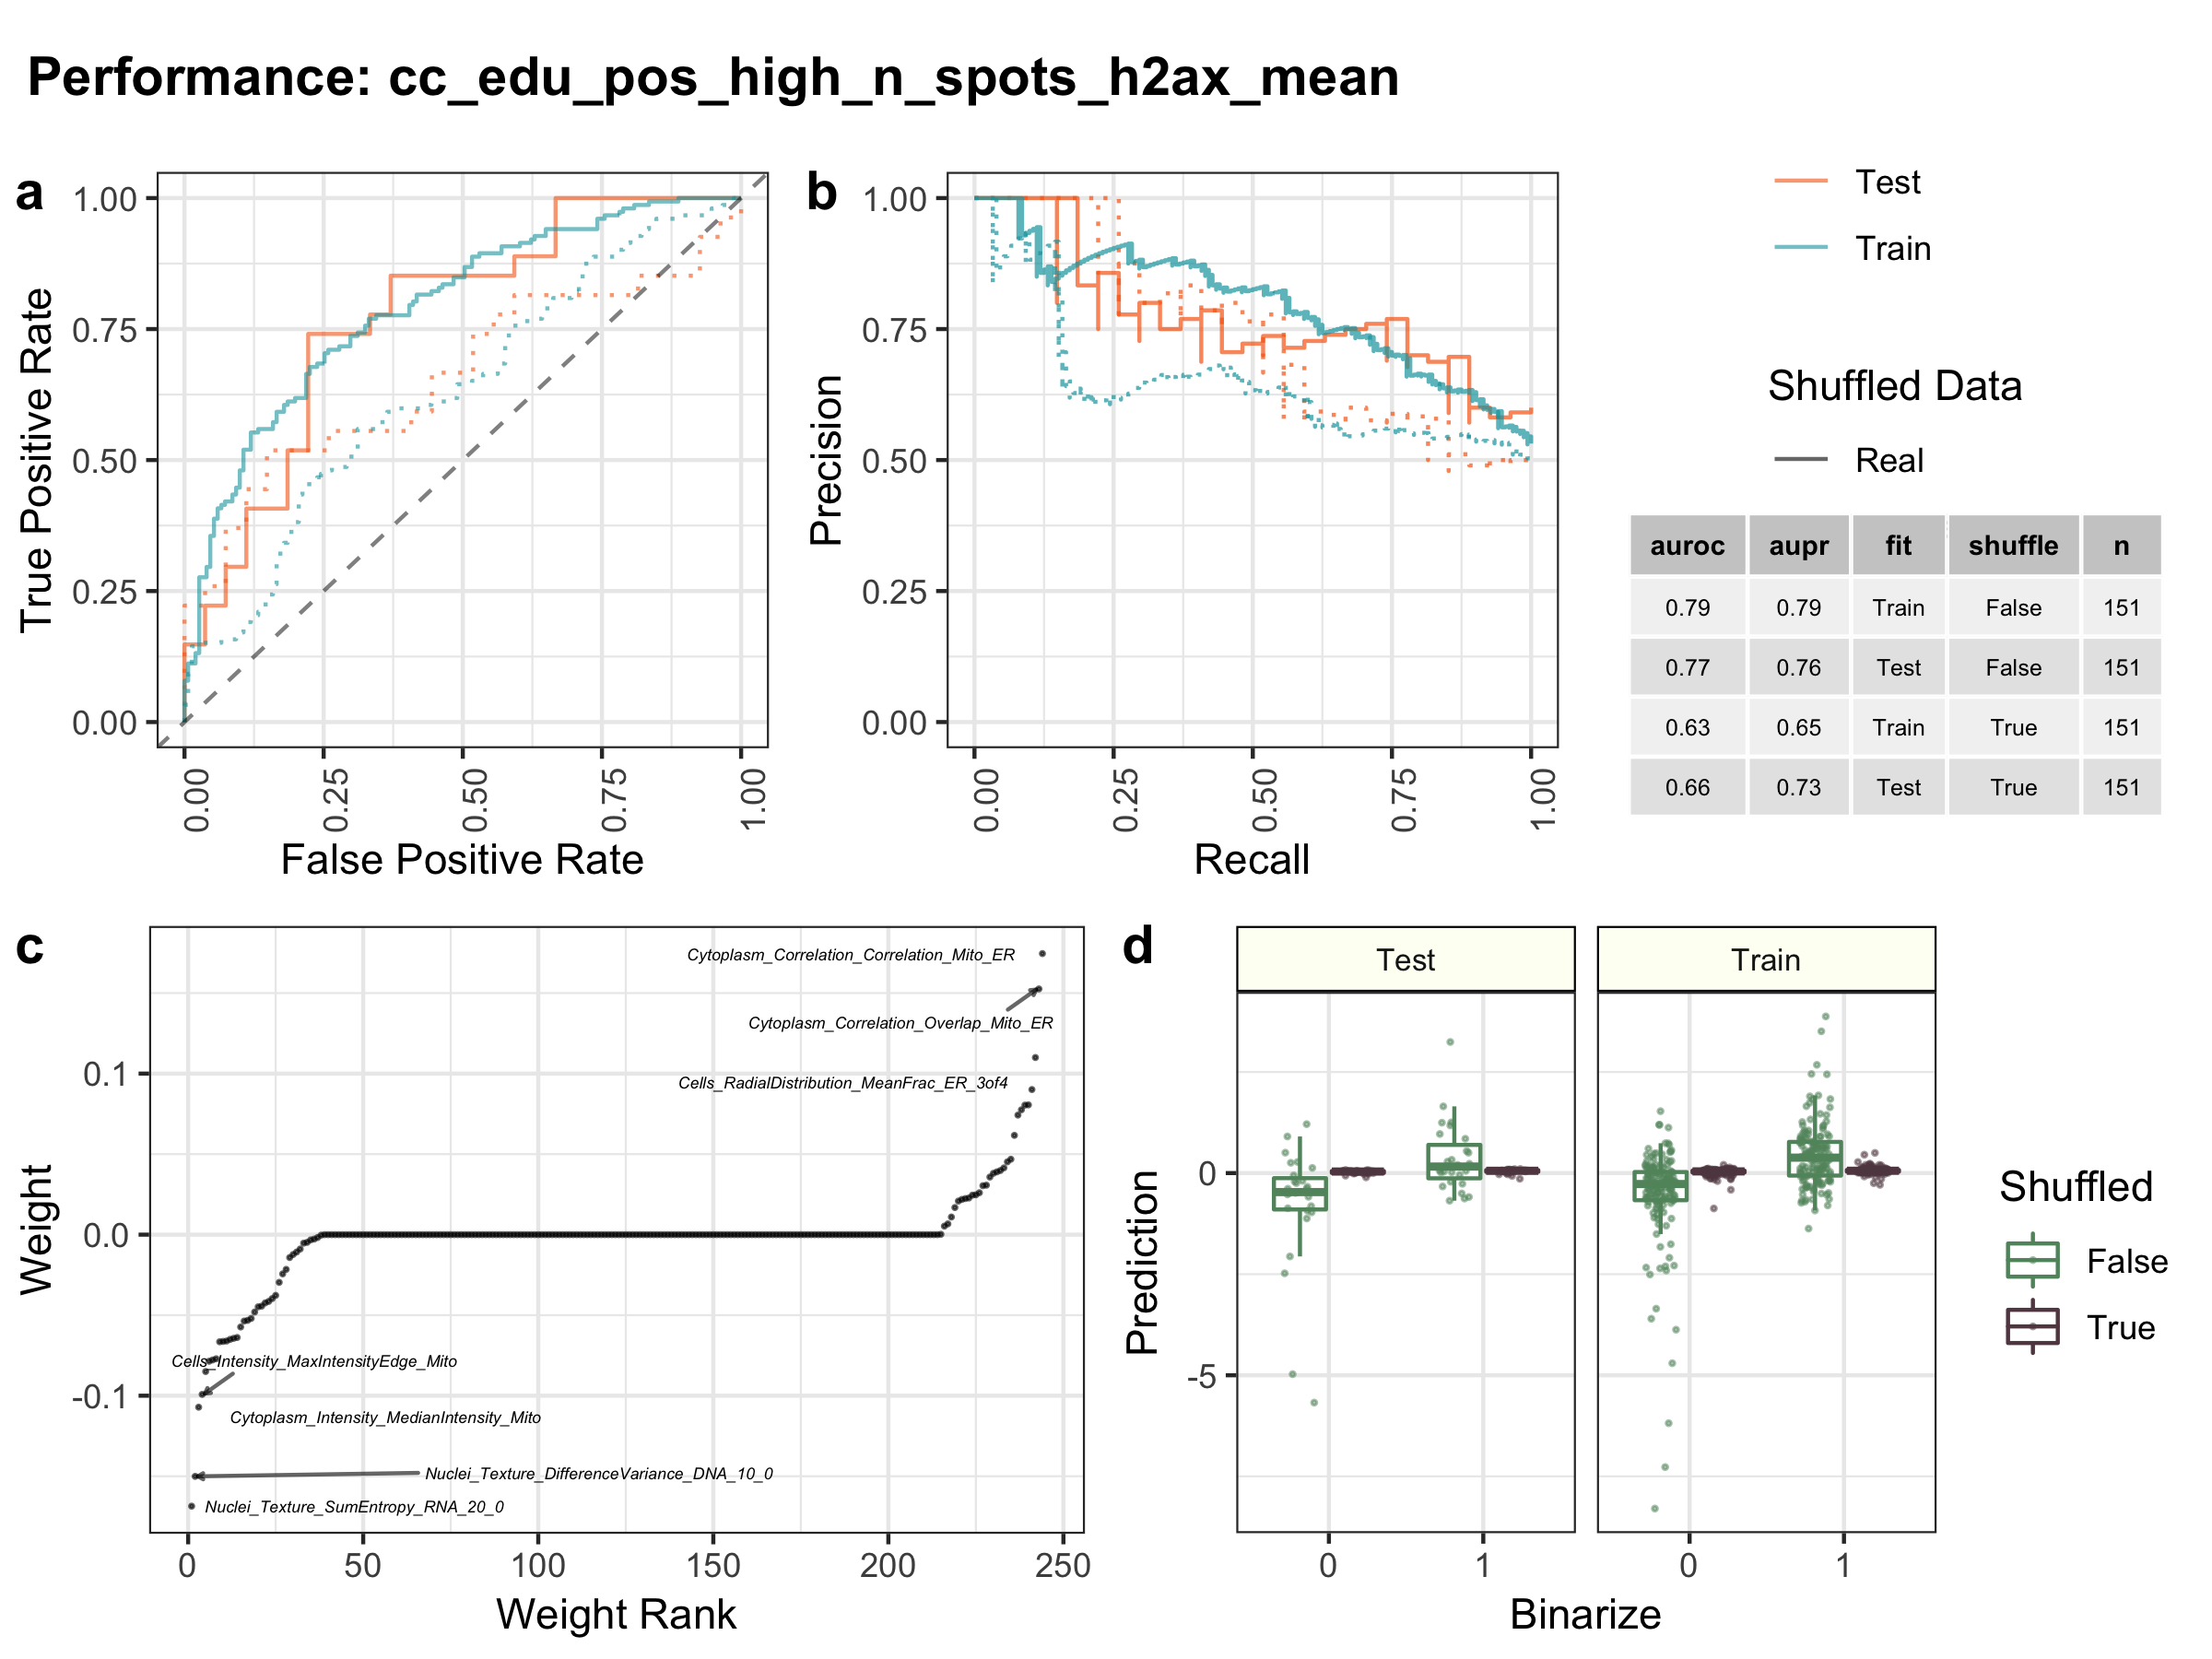 Performance: cc_edu_pos_high_n_spots_h2ax_mean
a
1.00
0.75
0.50
0.25
0.00
True Positive Rate
0.00
0.25
0.50
0.75
1.00
False Positive Rate
b
1.00
0.75
0.50
0.25
0.00
Precision
0.00
0.25
0.50
0.75
1.00
Recall
Test
Train
Shuffled Data
Real
auroc aupr fit shuffle n
0.79 0.79 Train False 151
0.77 0.76 Test False 151
0.63 0.65 Train True 151
0.66 0.73 Test True 151
c
Cytoplasm_Correlation_Correlation_Mito_ER
Cytoplasm_Correlation_Overlap_Mito_ER
Cells_RadialDistribution_MeanFrac_ER_3of4
Cells_Intensity_MaxIntensityEdge_Mito
Cytoplasm_Intensity_MedianIntensity_Mito
Nuclei_Texture_DifferenceVariance_DNA_10_0
Nuclei_Texture_SumEntropy_RNA_20_0
0.1
0.0
-0.1
Weight
0
50
100
150
200
250
Weight Rank
d
Test
Train
0
-5
Prediction
0
1
0
1
Binarize
Shuffled
False
True